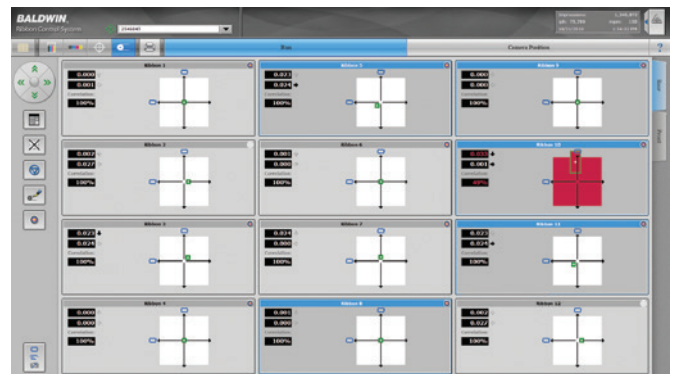 BALDWIN
Ribbon Control System
Run
Camera Position
?
Ribbon 1
0.000
0.001
Correlation
100%
Ribbon 5
0.023
0.024
Correlation
100%
Ribbon 9
0.000
0.000
Correlation
100%
Ribbon 2
0.002
0.027
Correlation
100%
Ribbon 6
0.001
0.000
Correlation
100%
Ribbon 10
0.001
Correlation
Ribbon 3
0.023
0.024
Correlation
100%
Ribbon 7
0.024
0.000
Correlation
100%
Ribbon 11
0.023
0.024
Correlation
100%
Ribbon 4
0.000
0.000
Correlation
100%
Ribbon 8
0.001
0.000
Correlation
100%
Ribbon 12
0.002
0.027
Correlation
100%